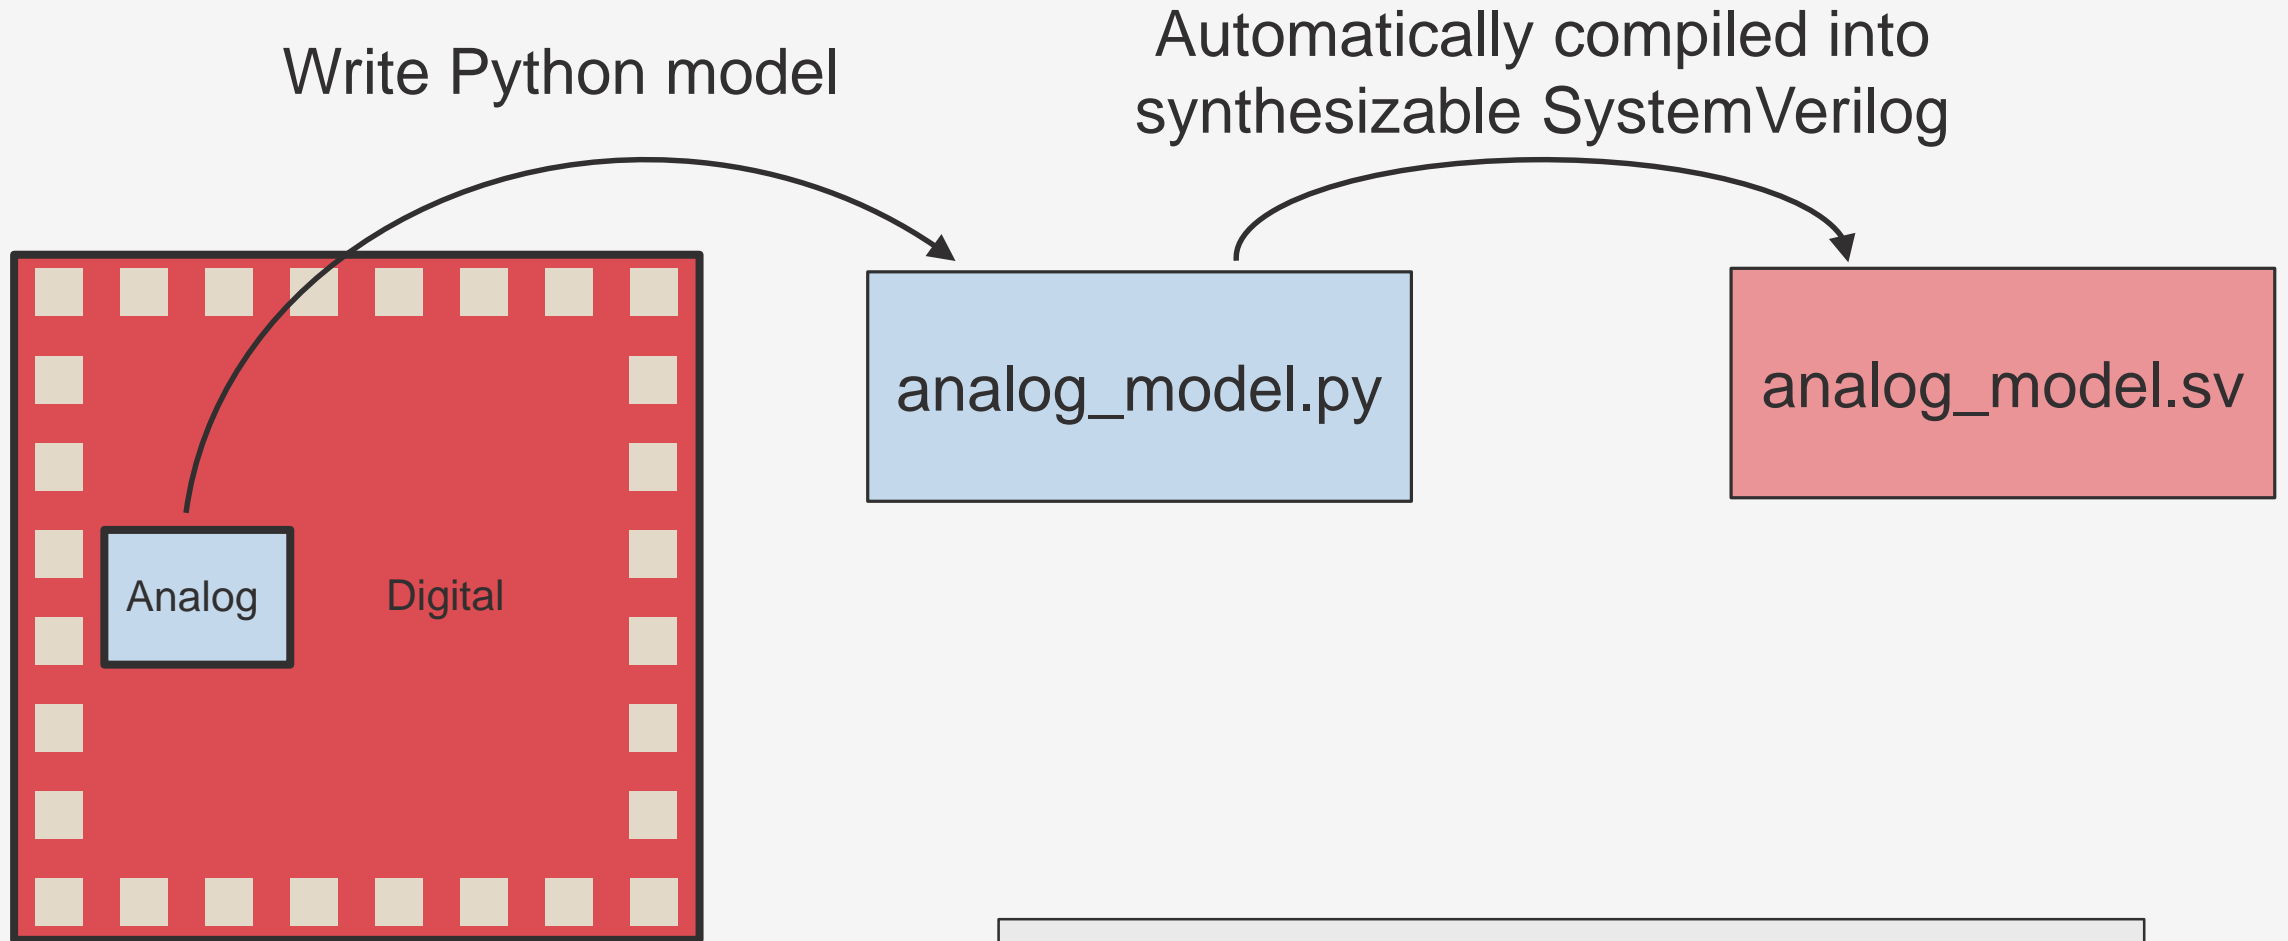 Write Python model
Automatically compiled into
synthesizable SystemVerilog
analog_model.py
analog_model.sv
Analog
Digital